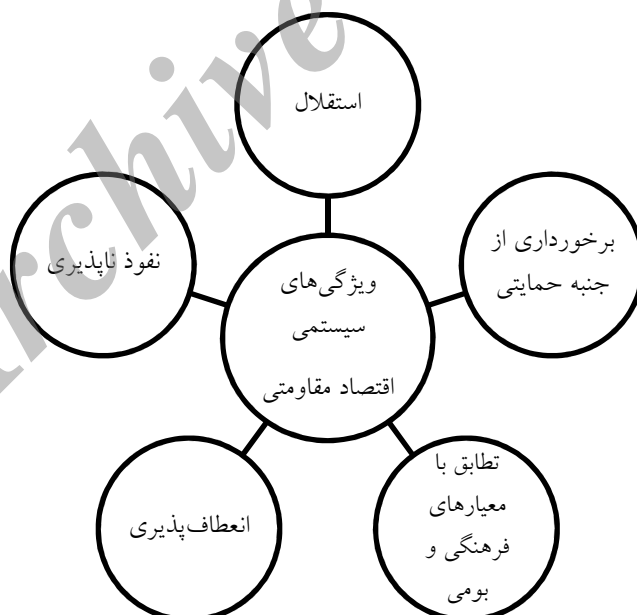 استقلال
برخورداری از
جنبه حمایتی
نفوذ ناپذیری
ویژگی‌های
سیستمی
اقتصاد مقاومتی
تطابق با
معیارهای
فرهنگی و
بومی
انعطاف‌پذیری
Archive